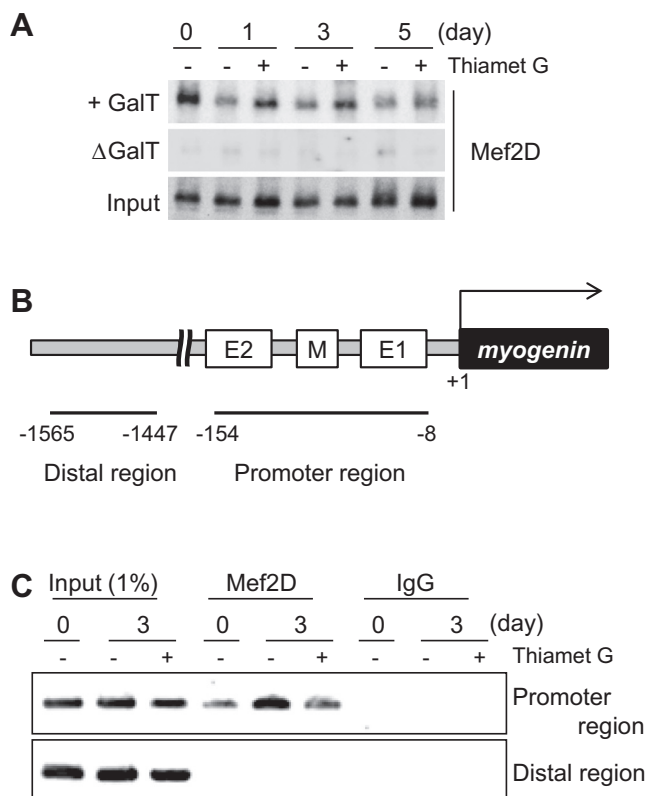 A
0 1 3 5 (day)
- - + - + - + Thiamet G
+ GalT
ΔGalT
Input
Mef2D
B
E2 M E1 myogenin
+1
-1565 -1447 -154 -8
Distal region Promoter region
C
Input (1%) Mef2D IgG
0 3 0 3 0 3 (day)
- - + - - + - - + Thiamet G
Promoter
region
Distal region